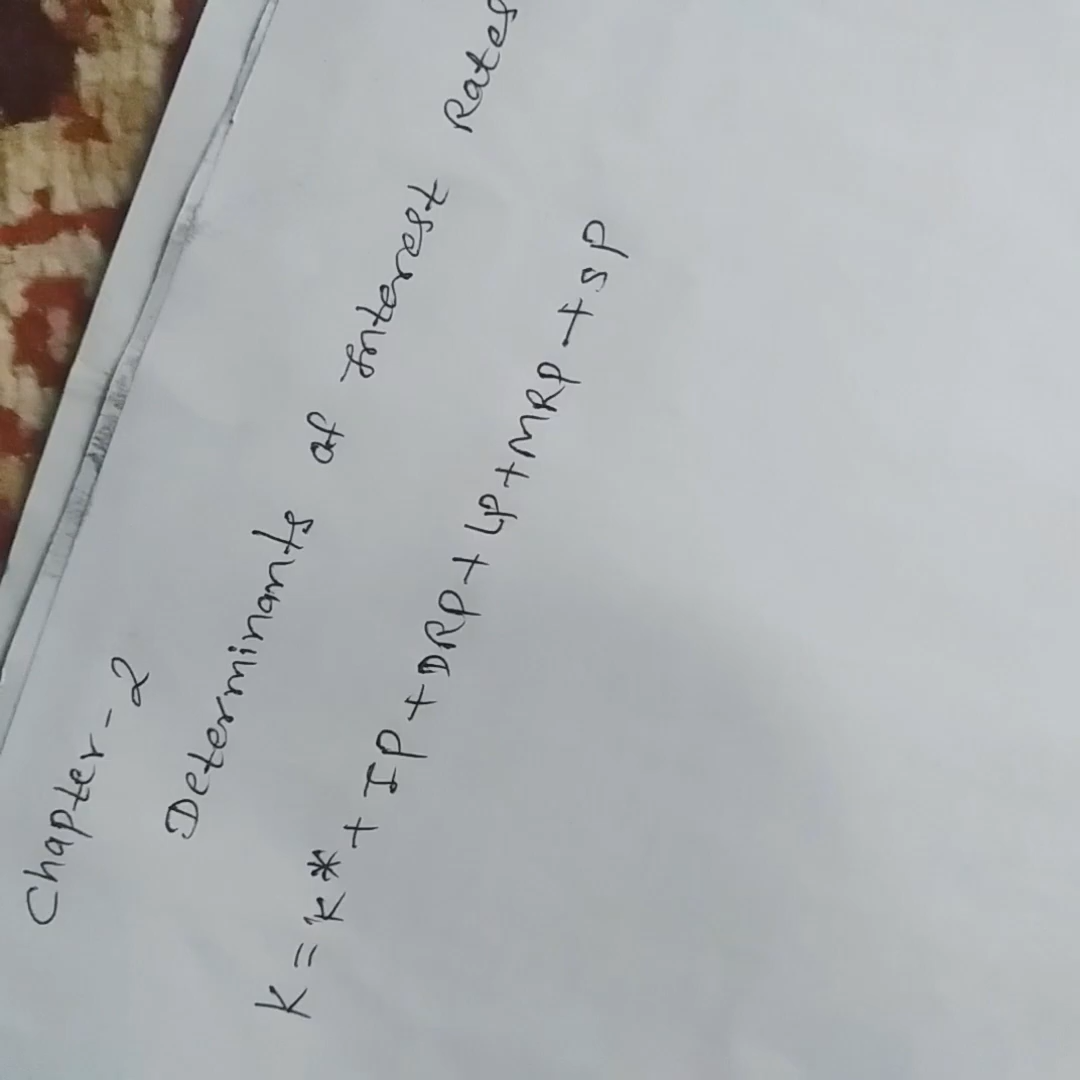 Chapter-2
Determinants of Interest Rates
K = K* + IP + DRP + LP + MRP + SP